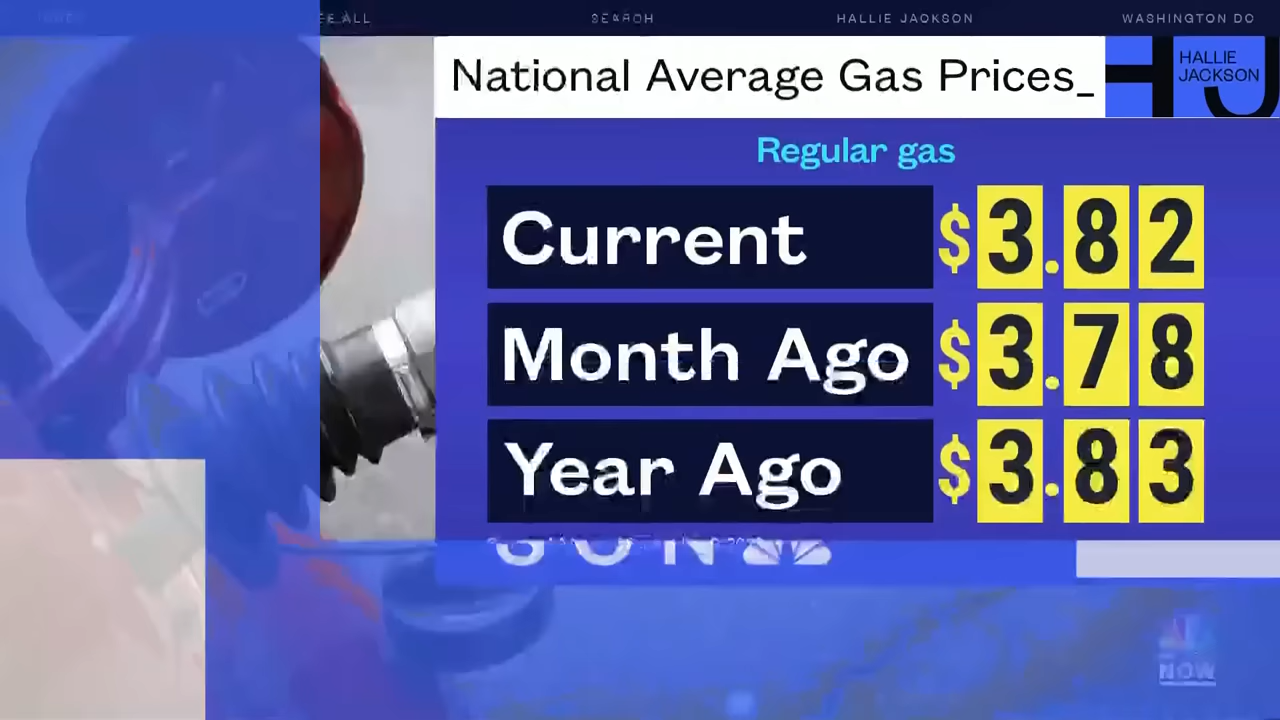 SEARCH
HALLIE JACKSON
WASHINGTON DC
National Average Gas Prices_
HALLIE
JACKSON
HJ
Regular gas
Current $3.82
Month Ago $3.78
Year Ago $3.83
NOW